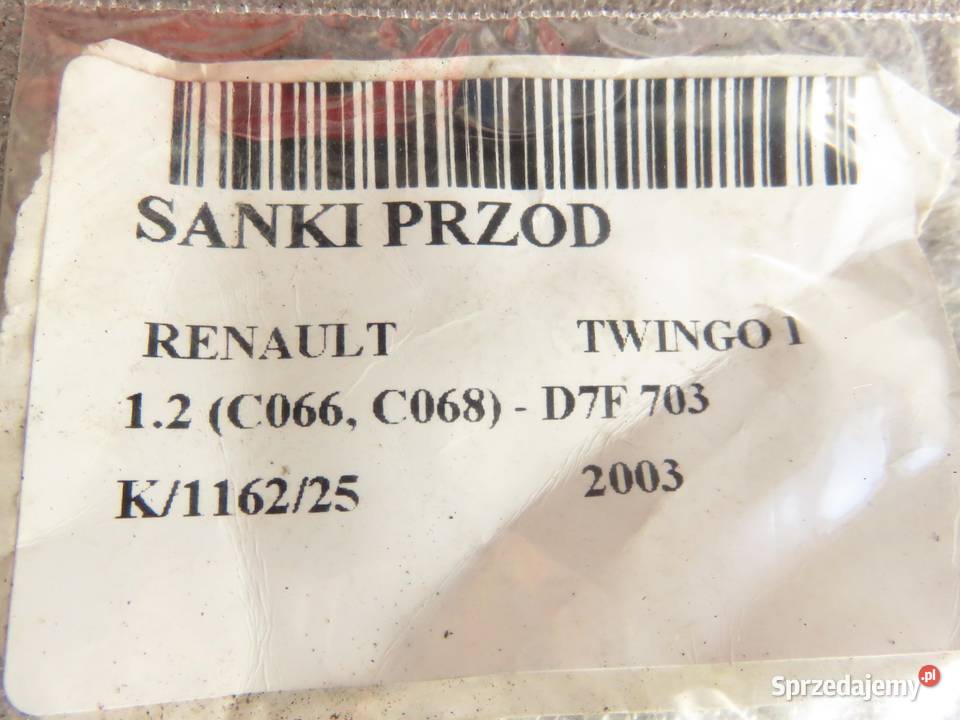 SANKI PRZOD
RENAULT TWINGO I
1.2 (C066, C068) - D7F 703
K/1162/25 2003
Sprzedajemy.pl